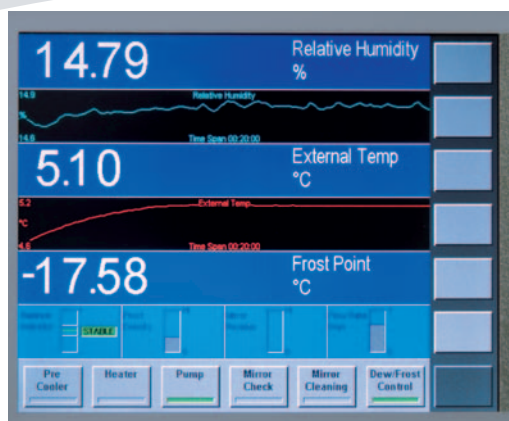 14.79
Relative Humidity
%
14.9
Relative Humidity
%
14.6
Time Span 00:20:00
5.10
External Temp
°C
5.2
External Temp
°C
4.6
Time Span 00:20:00
-17.58
Frost Point
°C
STABLE
Pre
Cooler
Heater
Pump
Mirror
Check
Mirror
Cleaning
Dew/Frost
Control